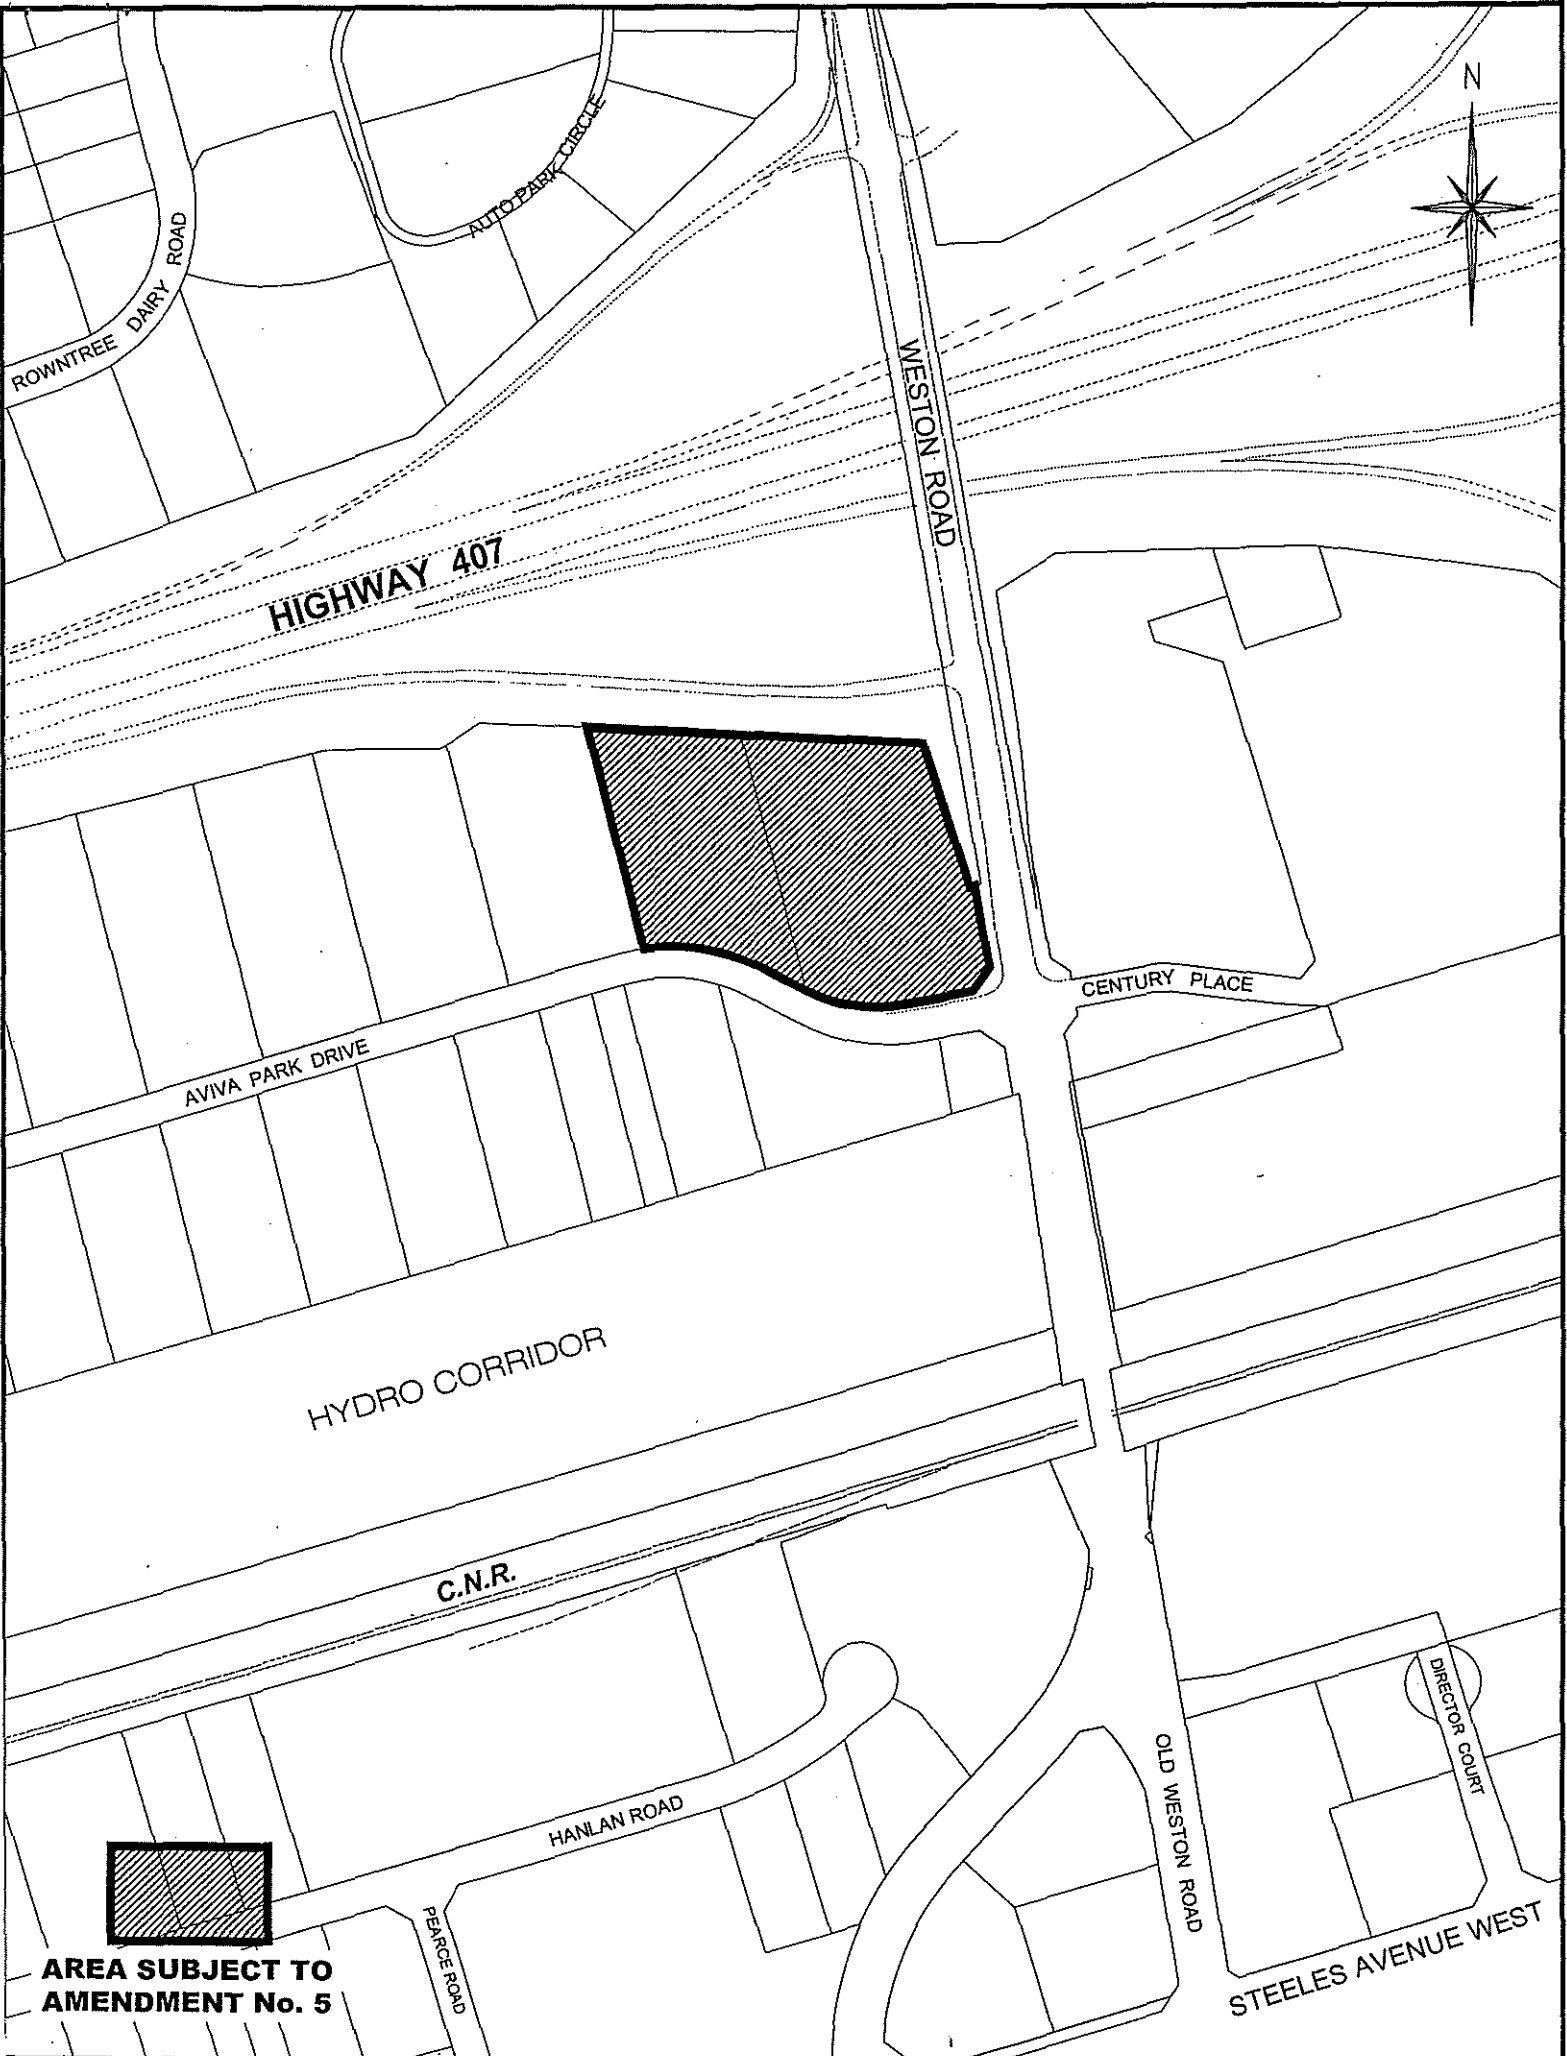 N
AUTO PARK CIRCLE
ROWNTREE DAIRY ROAD
WESTON ROAD
HIGHWAY 407
CENTURY PLACE
AVIVA PARK DRIVE
HYDRO CORRIDOR
C.N.R.
DIRECTOR COURT
OLD WESTON ROAD
HANLAN ROAD
PEARCE ROAD
STEELES AVENUE WEST
AREA SUBJECT TO
AMENDMENT No. 5